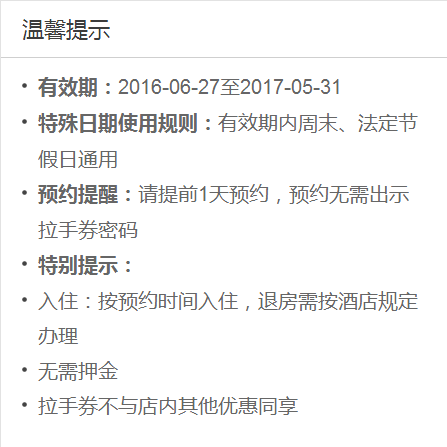 温馨提示
• 有效期：2016-06-27至2017-05-31
• 特殊日期使用规则：有效期内周末、法定节
假日通用
• 预约提醒：请提前1天预约，预约无需出示
拉手券密码
• 特别提示：
• 入住：按预约时间入住，退房需按酒店规定
办理
• 无需押金
• 拉手券不与店内其他优惠同享